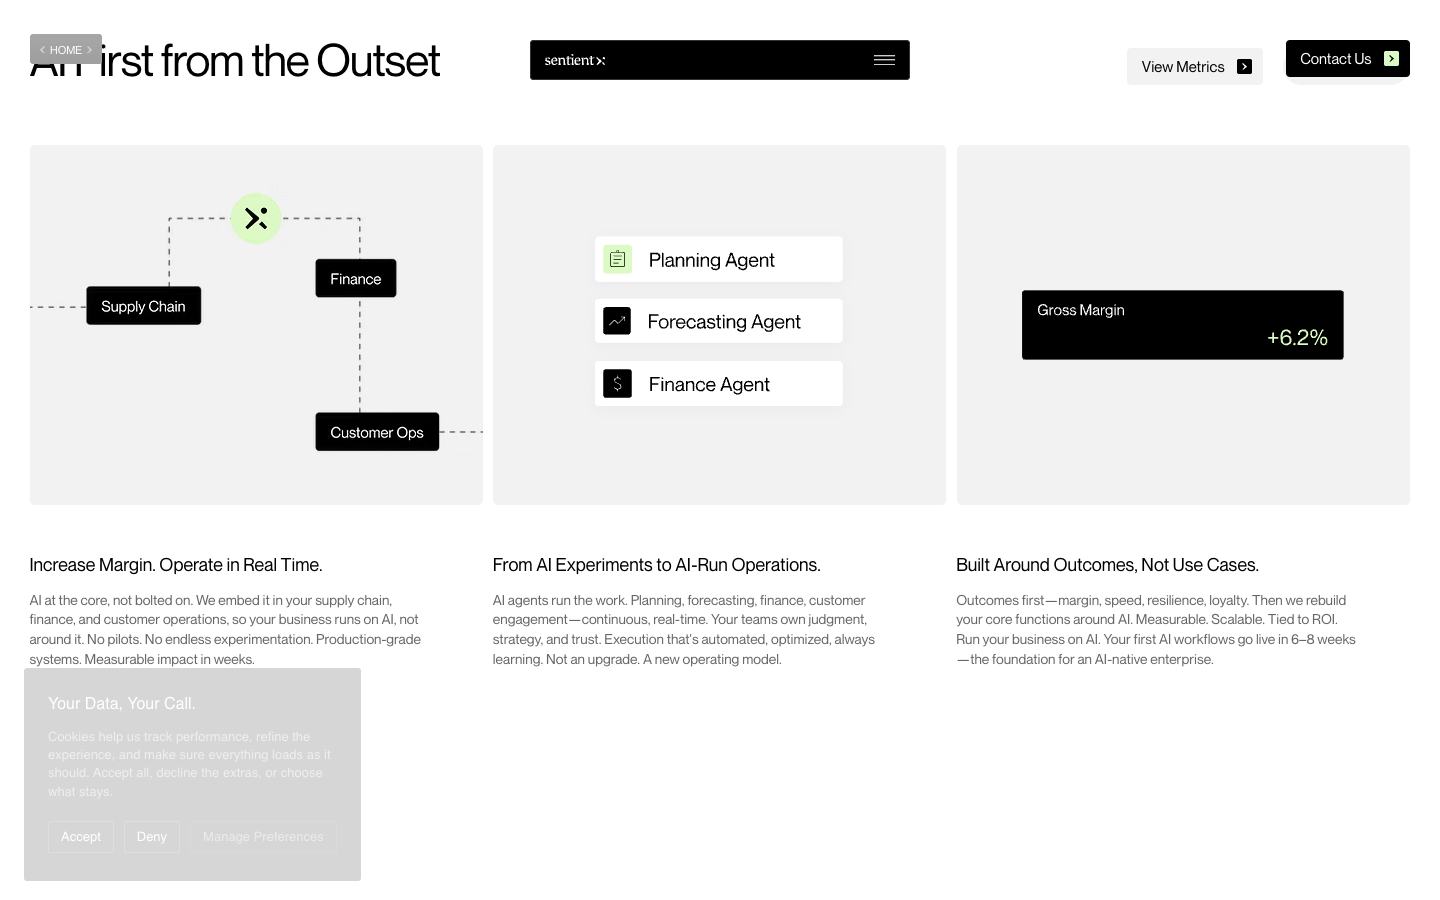 HOME
AI First from the Outset
sentient
View Metrics
Contact Us
Supply Chain
Finance
Customer Ops
Planning Agent
Forecasting Agent
$
Finance Agent
Gross Margin
+6.2%
Increase Margin. Operate in Real Time.
AI at the core, not bolted on. We embed it in your supply chain,
finance, and customer operations, so your business runs on AI, not
around it. No pilots. No endless experimentation. Production-grade
systems. Measurable impact in weeks.
From AI Experiments to AI-Run Operations.
AI agents run the work. Planning, forecasting, finance, customer
engagement—continuous, real-time. Your teams own judgment,
strategy, and trust. Execution that's automated, optimized, always
learning. Not an upgrade. A new operating model.
Built Around Outcomes, Not Use Cases.
Outcomes first—margin, speed, resilience, loyalty. Then we rebuild
your core functions around AI. Measurable. Scalable. Tied to ROI.
Run your business on AI. Your first AI workflows go live in 6–8 weeks
—the foundation for an AI-native enterprise.
Your Data, Your Call.
Cookies help us track performance, refine the
experience, and make sure everything loads as it
should. Accept all, decline the extras, or choose
what stays.
Accept
Deny
Manage Preferences